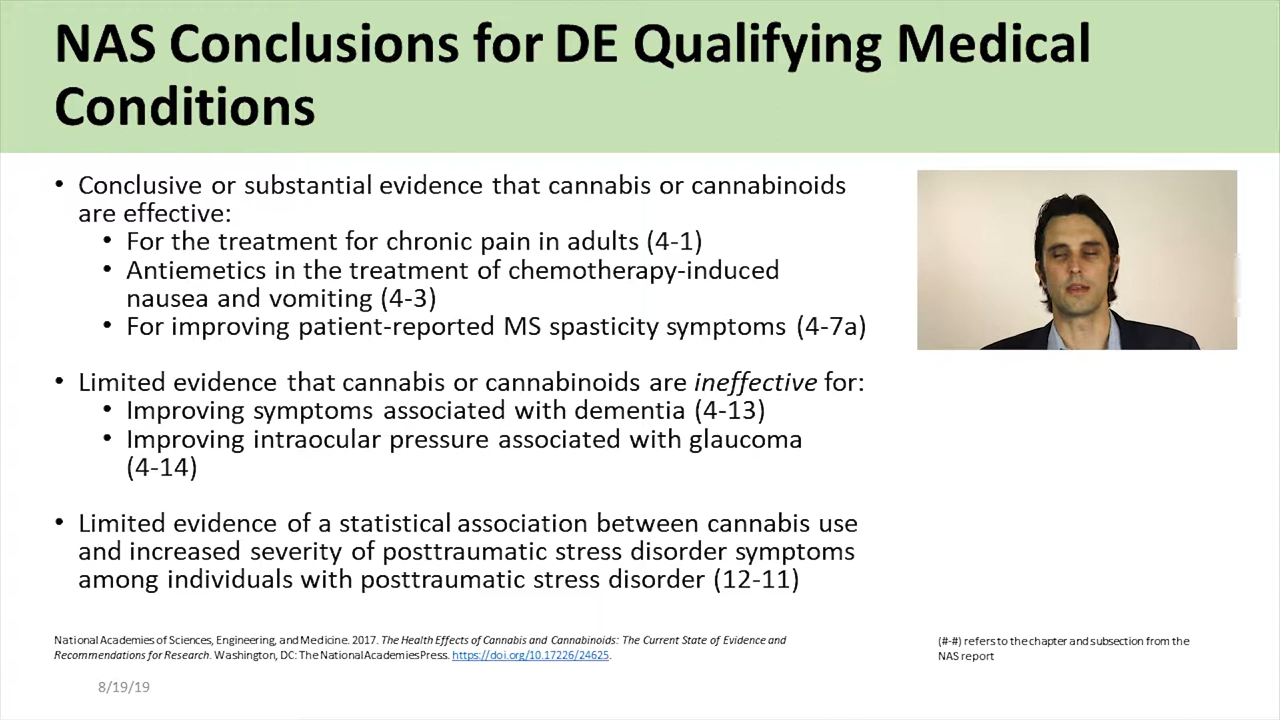 NAS Conclusions for DE Qualifying Medical
Conditions
• Conclusive or substantial evidence that cannabis or cannabinoids
are effective:
• For the treatment for chronic pain in adults (4-1)
• Antiemetics in the treatment of chemotherapy-induced
nausea and vomiting (4-3)
• For improving patient-reported MS spasticity symptoms (4-7a)
• Limited evidence that cannabis or cannabinoids are ineffective for:
• Improving symptoms associated with dementia (4-13)
• Improving intraocular pressure associated with glaucoma
(4-14)
• Limited evidence of a statistical association between cannabis use
and increased severity of posttraumatic stress disorder symptoms
among individuals with posttraumatic stress disorder (12-11)
National Academies of Sciences, Engineering, and Medicine. 2017. The Health Effects of Cannabis and Cannabinoids: The Current State of Evidence and
Recommendations for Research. Washington, DC: The National Academies Press. https://doi.org/10.17226/24625.
(#-#) refers to the chapter and subsection from the
NAS report
8/19/19